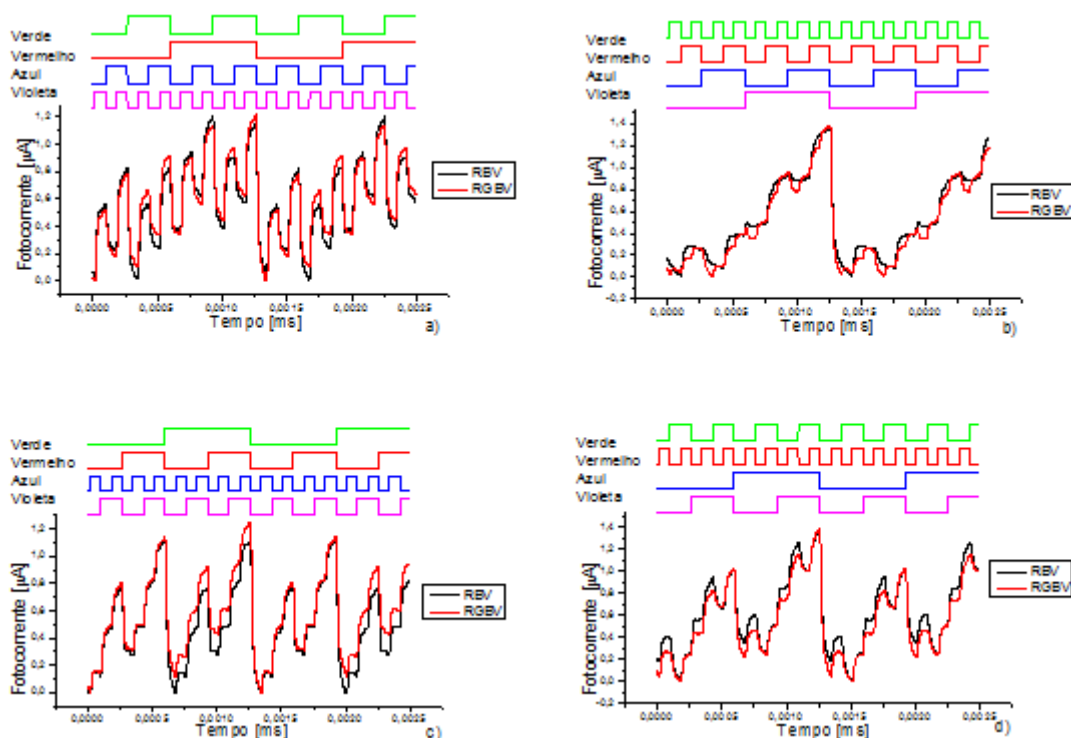 Verde
Vermelho
Azul
Violeta
Fotocorrente [µA]
1,2
1,0
0,8
0,6
0,4
0,2
0,0
RBV
RGBV
0,0000 0,0005 0,0010 0,0015 0,0020 0,0025
Tempo [ms]
a)
Verde
Vermelho
Azul
Violeta
Fotocorrente [µA]
1,4
1,2
1,0
0,8
0,6
0,4
0,2
0,0
-0,2
RBV
RGBV
0,0000 0,0005 0,0010 0,0015 0,0020 0,0025
Tempo [ms]
b)
Verde
Vermelho
Azul
Violeta
Fotocorrente [µA]
1,2
1,0
0,8
0,6
0,4
0,2
0,0
RBV
RGBV
0,0000 0,0005 0,0010 0,0015 0,0020 0,0025
Tempo [ms]
c)
Verde
Vermelho
Azul
Violeta
Fotocorrente [µA]
1,4
1,2
1,0
0,8
0,6
0,4
0,2
0,0
-0,2
RBV
RGBV
0,0000 0,0005 0,0010 0,0015 0,0020 0,0025
Tempo [ms]
d)